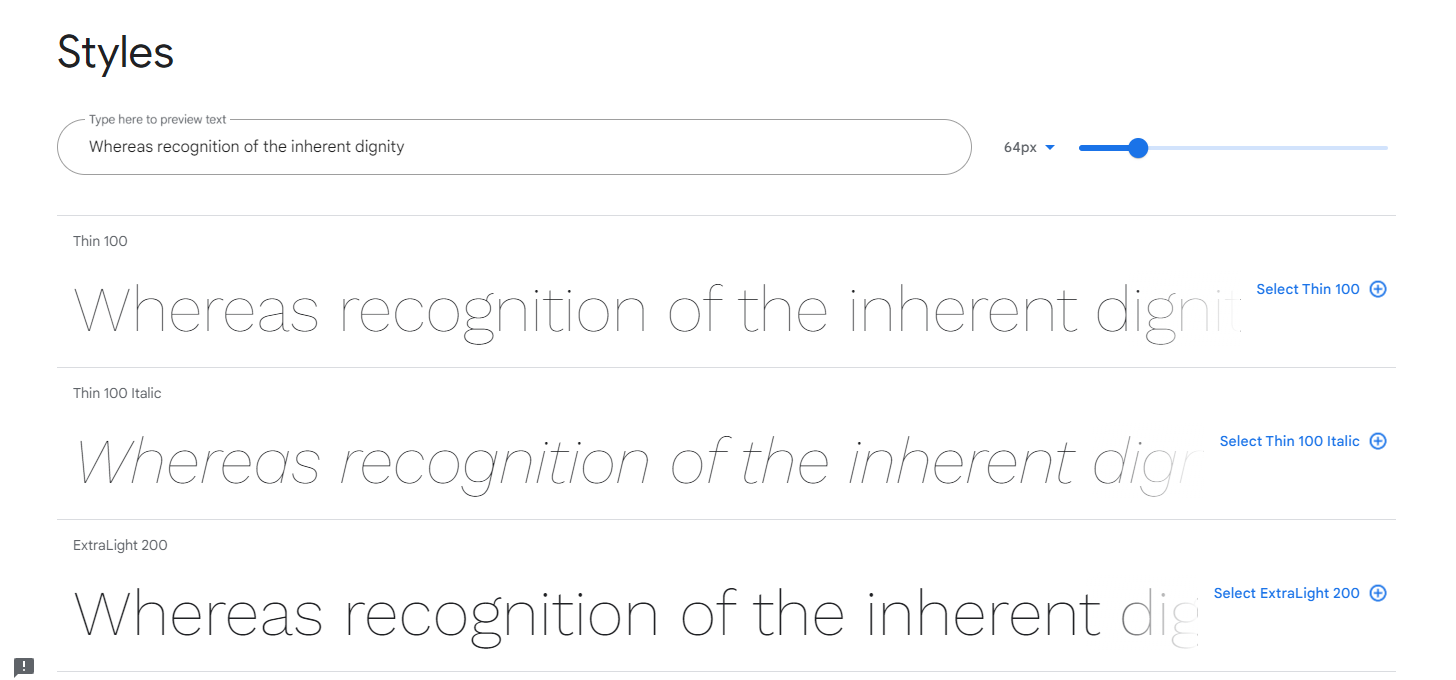 Styles
Type here to preview text
Whereas recognition of the inherent dignity
64px
Thin 100
Whereas recognition of the inherent dignit
Select Thin 100
Thin 100 Italic
Whereas recognition of the inherent dign
Select Thin 100 Italic
ExtraLight 200
Whereas recognition of the inherent dig
Select ExtraLight 200